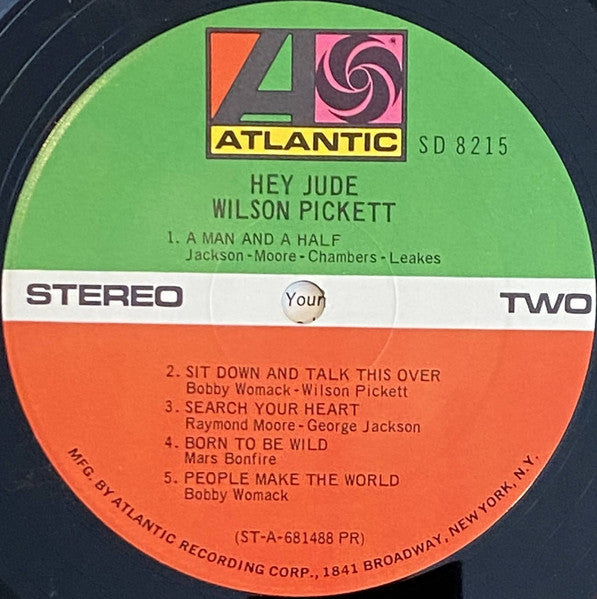 ATLANTIC
SD 8215
HEY JUDE
WILSON PICKETT
1. A MAN AND A HALF
Jackson-Moore-Chambers-Leakes
STEREO Your TWO
2. SIT DOWN AND TALK THIS OVER
Bobby Womack-Wilson Pickett
3. SEARCH YOUR HEART
Raymond Moore-George Jackson
4. BORN TO BE WILD
Mars Bonfire
5. PEOPLE MAKE THE WORLD
Bobby Womack
(ST-A-681488 PR)
MFG. BY ATLANTIC RECORDING CORP., 1841 BROADWAY, NEW YORK, N.Y.